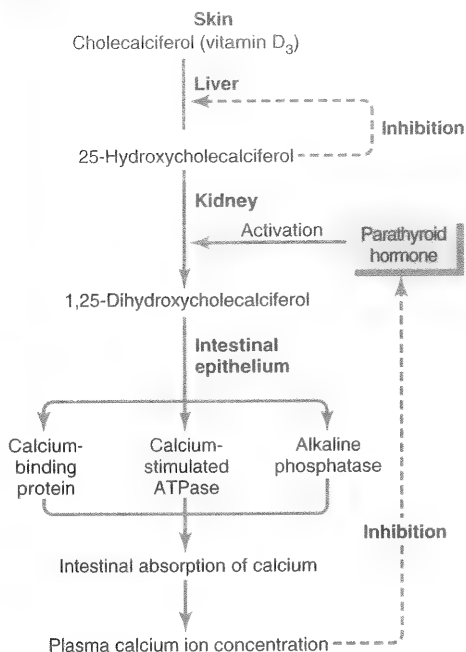 Skin
Cholecalciferol (vitamin D3)
Liver
Inhibition
25-Hydroxycholecalciferol
Kidney
Activation
Parathyroid
hormone
1,25-Dihydroxycholecalciferol
Intestinal
epithelium
Calcium-
binding
protein
Calcium-
stimulated
ATPase
Alkaline
phosphatase
Inhibition
Intestinal absorption of calcium
Plasma calcium ion concentration